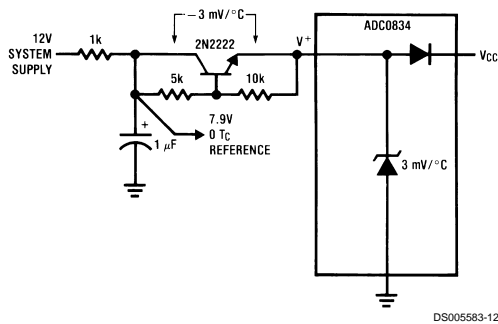 −3 mV/°C
ADC0834
12V
SYSTEM
SUPPLY
1k
2N2222
V+
VCC
5k
10k
+
1 μF
7.9V
0 TC
REFERENCE
3 mV/°C
DS005583-12